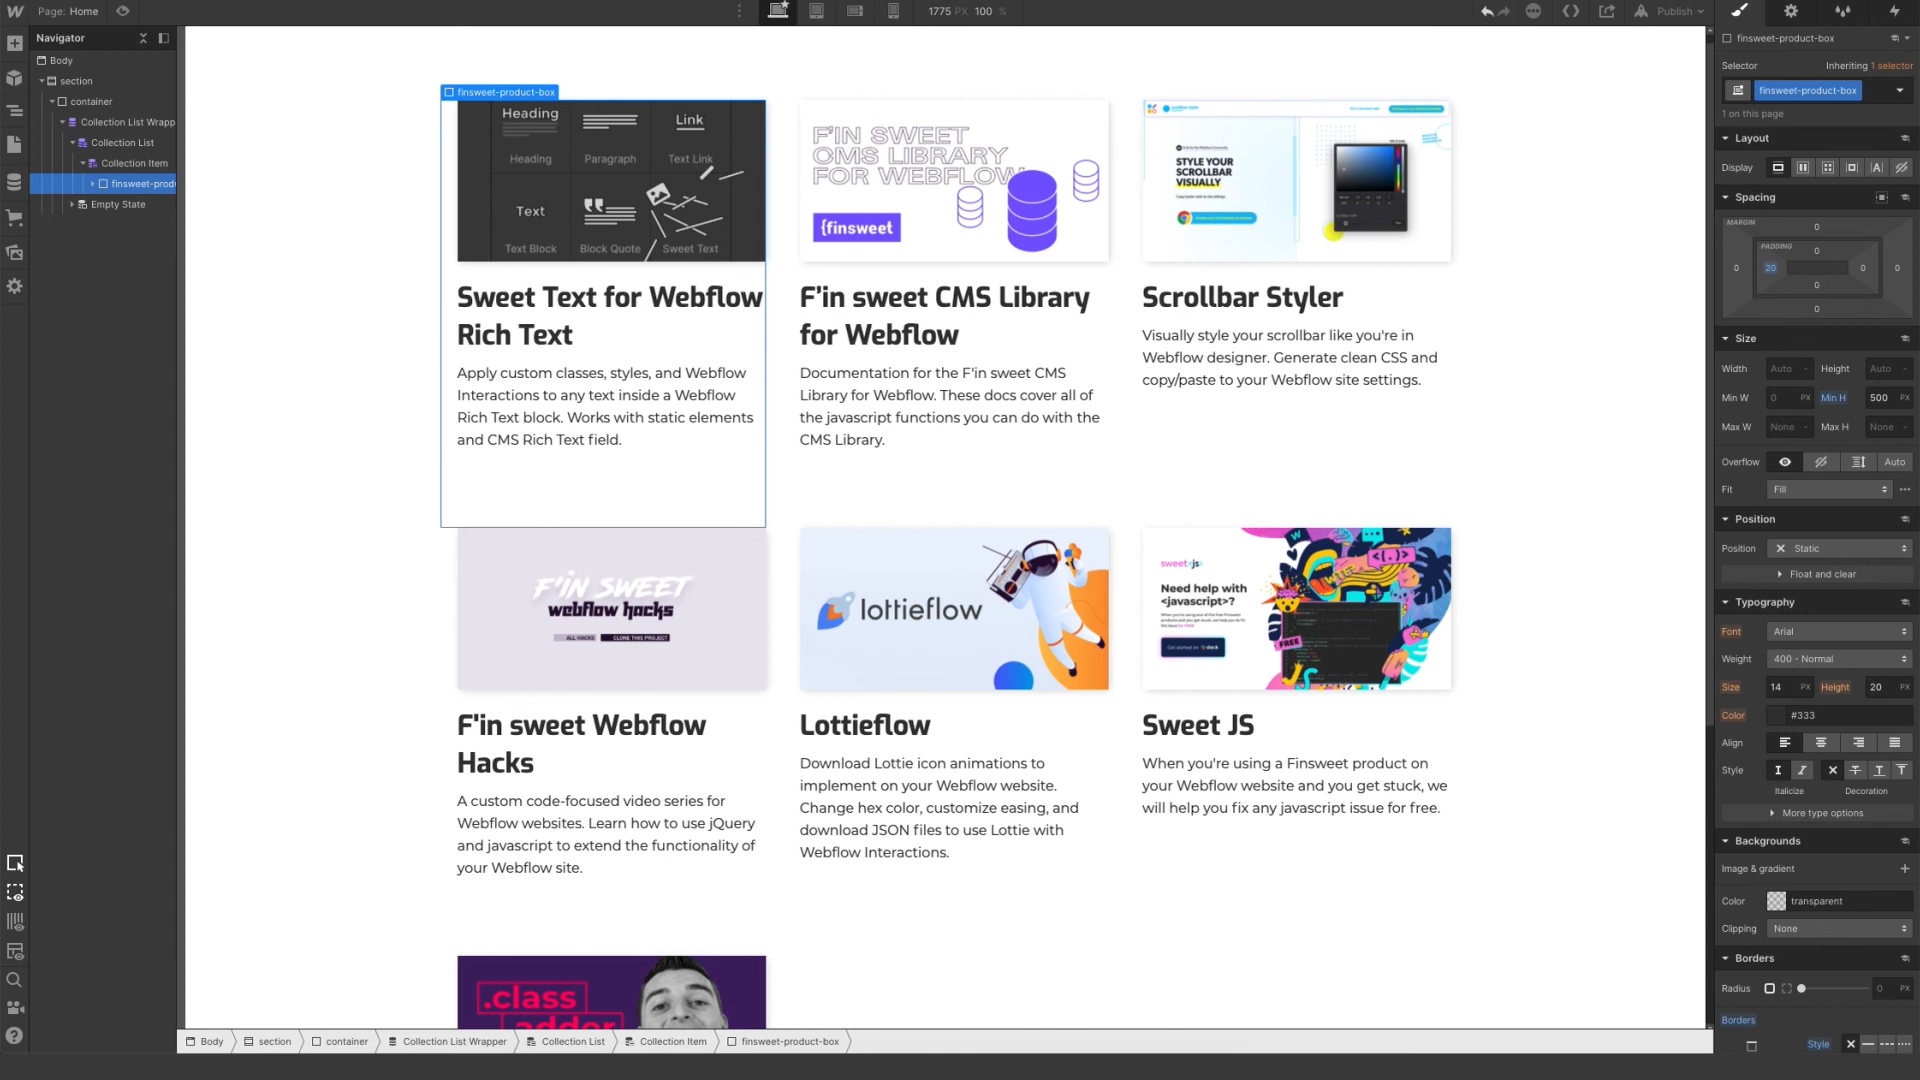 Page: Home
1775 PX 100 %
Publish
Navigator
Body
section
container
Collection List Wrapp
Collection List
Collection Item
finsweet-produ
Empty State
finsweet-product-box
Heading
Link
Heading
Paragraph
Text Link
Text
Text Block
Block Quote
Sweet Text
Sweet Text for Webflow
Rich Text
Apply custom classes, styles, and Webflow
Interactions to any text inside a Webflow
Rich Text block. Works with static elements
and CMS Rich Text field.
F'IN SWEET
CMS LIBRARY
FOR WEBFLOW
{finsweet
F’in sweet CMS Library
for Webflow
Documentation for the F'in sweet CMS
Library for Webflow. These docs cover all of
the javascript functions you can do with the
CMS Library.
STYLE YOUR
SCROLLBAR
VISUALLY
Scrollbar Styler
Visually style your scrollbar like you're in
Webflow designer. Generate clean CSS and
copy/paste to your Webflow site settings.
F'IN SWEET
webflow hacks
ALL HACKS
CLONE THIS PROJECT
F'in sweet Webflow
Hacks
A custom code-focused video series for
Webflow websites. Learn how to use jQuery
and javascript to extend the functionality of
your Webflow site.
lottieflow
Lottieflow
Download Lottie icon animations to
implement on your Webflow website.
Change hex color, customize easing, and
download JSON files to use Lottie with
Webflow Interactions.
sweet js
Need help with
<javascript>?
Get started on slack
FREE
Sweet JS
When you're using a Finsweet product on
your Webflow website and you get stuck, we
will help you fix any javascript issue for free.
.class
adder
Body
section
container
Collection List Wrapper
Collection List
Collection Item
finsweet-product-box
finsweet-product-box
Selector
Inheriting 1 selector
finsweet-product-box
1 on this page
Layout
Display
Spacing
MARGIN
0
PADDING
0
0
20
0
0
0
0
Size
Width Auto - Height Auto -
Min W 0 PX Min H 500 PX
Max W None - Max H None -
Overflow Auto
Fit Fill
Position
Position Static
Float and clear
Typography
Font Arial
Weight 400 - Normal
Size 14 PX Height 20 PX
Color #333
Align
Style
Italicize Decoration
More type options
Backgrounds
Image & gradient
Color transparent
Clipping None
Borders
Radius 0 PX
Borders
Style